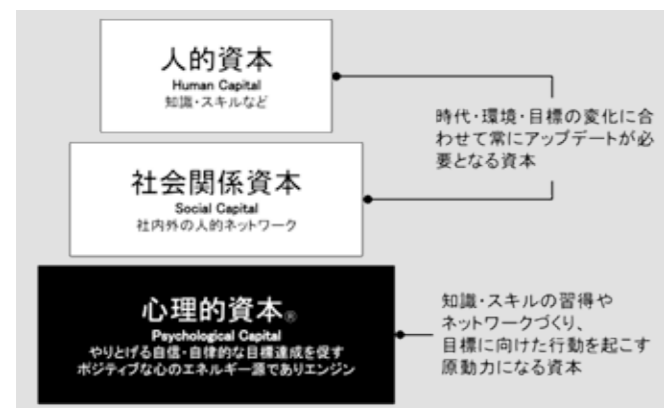 人的資本
Human Capital
知識・スキルなど
時代・環境・目標の変化に合
わせて常にアップデートが必
要となる資本
社会関係資本
Social Capital
社内外の人的ネットワーク
心理的資本®
Psychological Capital
やりとげる自信・自律的な目標達成を促す
ポジティブな心のエネルギー源でありエンジン
知識・スキルの習得や
ネットワークづくり、
目標に向けた行動を起こす
原動力になる資本